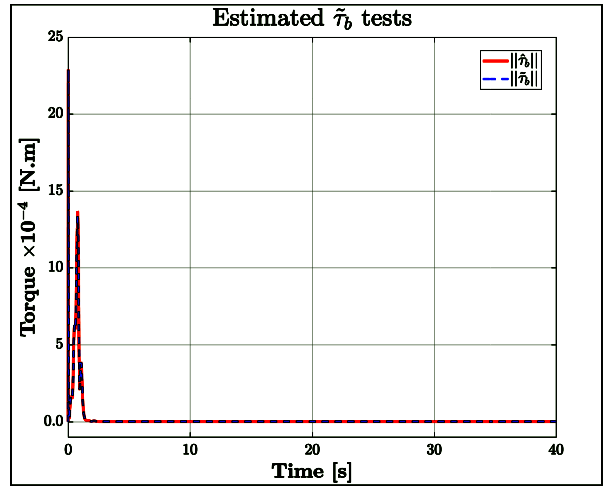 Estimated τ̃_b tests
||τ̂_b||
||τ̃_b||
Torque ×10⁻⁴ [N.m]
25
20
15
10
5
0.0
0 10 20 30 40
Time [s]